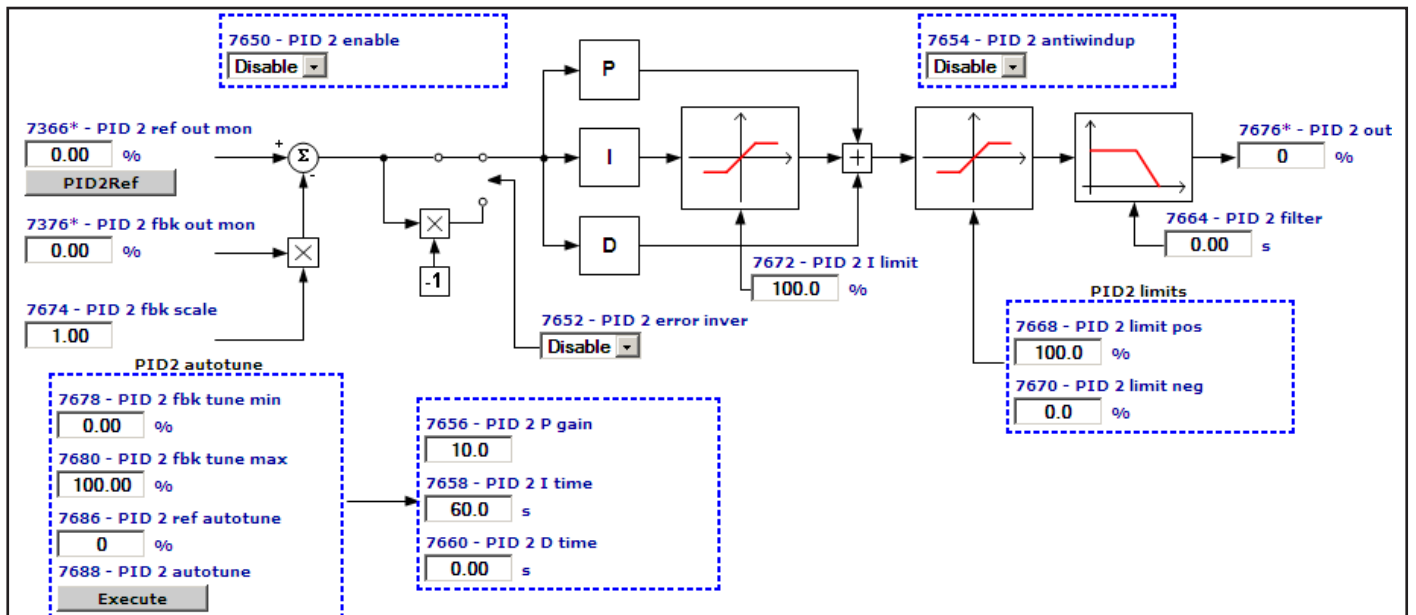 7650 - PID 2 enable
Disable
7654 - PID 2 antiwindup
Disable
P
I
D
7366* - PID 2 ref out mon
0.00 %
PID2Ref
+
Σ
-
7376* - PID 2 fbk out mon
0.00 %
×
×
-1
7674 - PID 2 fbk scale
1.00
+
7676* - PID 2 out
0 %
7664 - PID 2 filter
0.00 s
7672 - PID 2 I limit
100.0 %
7652 - PID 2 error inver
Disable
PID2 limits
7668 - PID 2 limit pos
100.0 %
7670 - PID 2 limit neg
0.0 %
PID2 autotune
7678 - PID 2 fbk tune min
0.00 %
7680 - PID 2 fbk tune max
100.00 %
7686 - PID 2 ref autotune
0 %
7688 - PID 2 autotune
Execute
7656 - PID 2 P gain
10.0
7658 - PID 2 I time
60.0 s
7660 - PID 2 D time
0.00 s